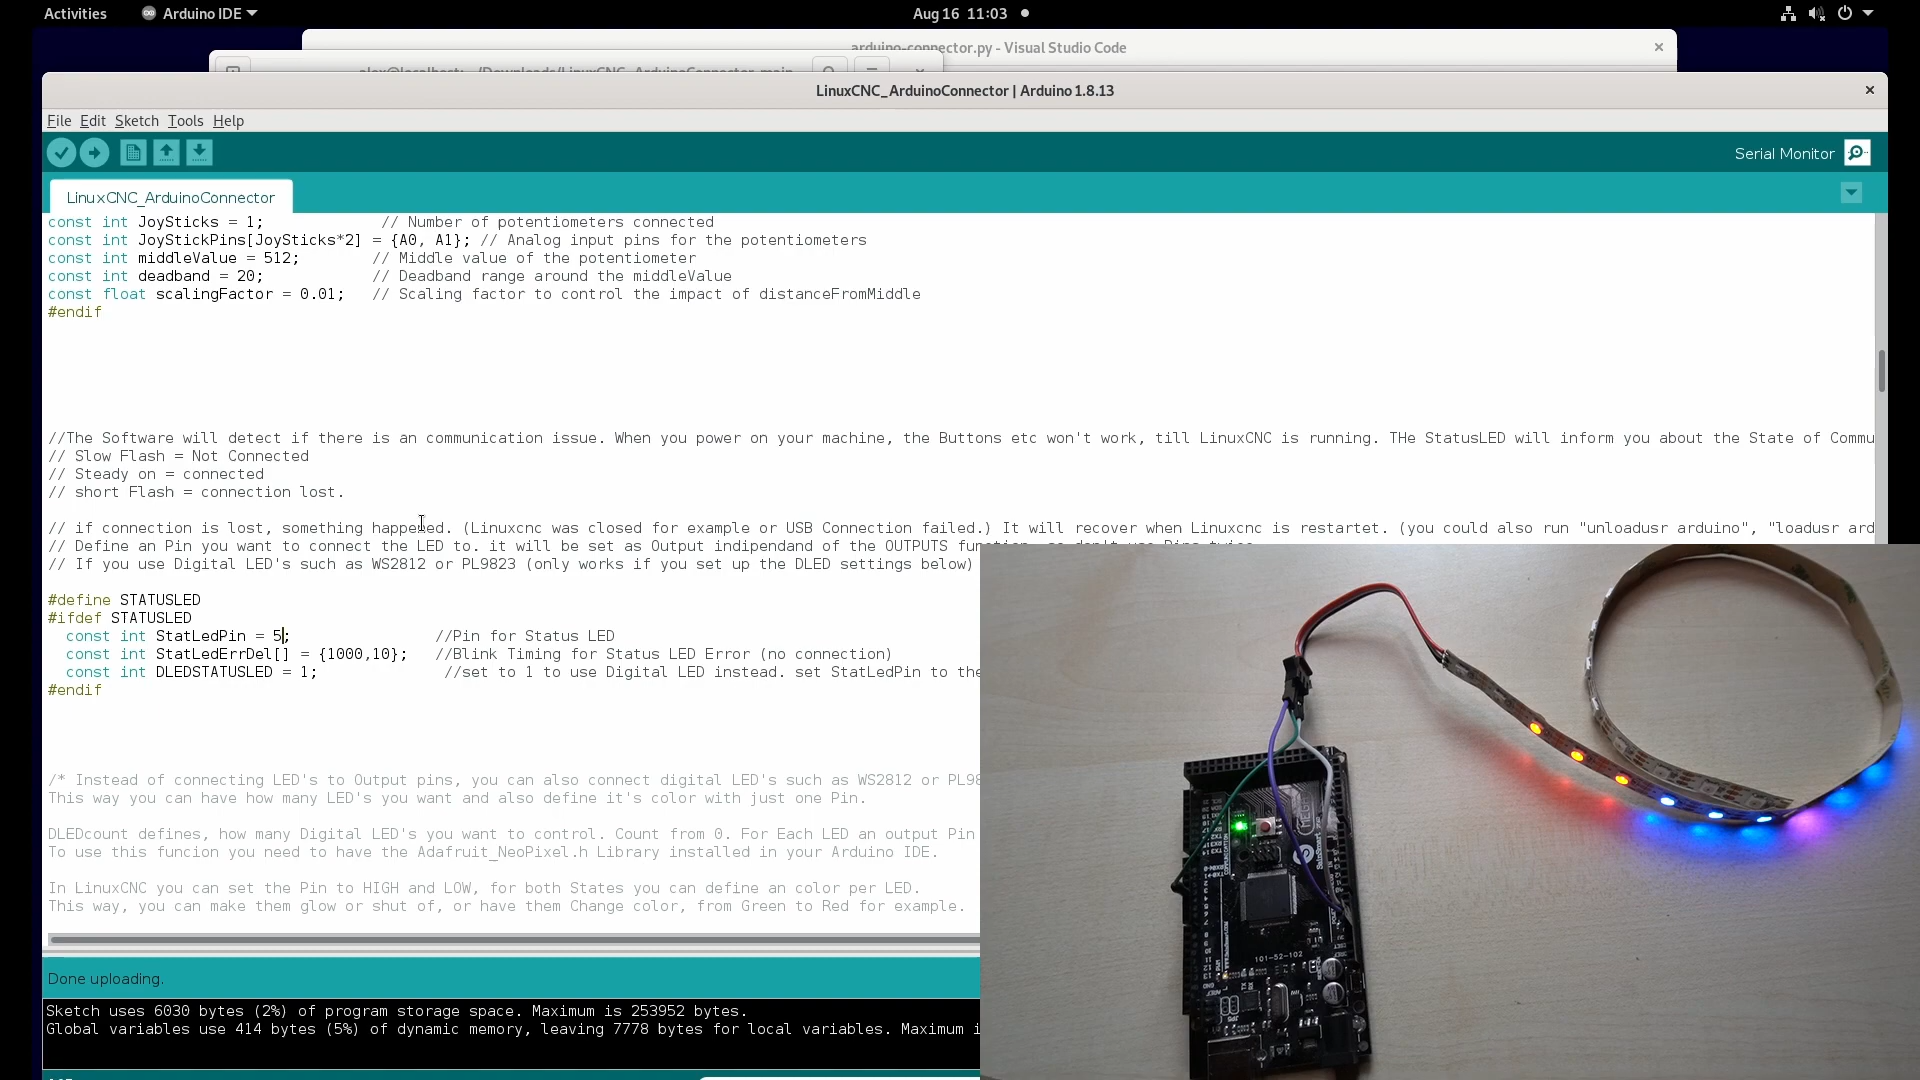 Activities
Arduino IDE
Aug 16 11:03
arduino-connector.py - Visual Studio Code
LinuxCNC_ArduinoConnector | Arduino 1.8.13
File Edit Sketch Tools Help
Serial Monitor
LinuxCNC_ArduinoConnector
const int JoySticks = 1; // Number of potentiometers connected
const int JoyStickPins[JoySticks*2] = {A0, A1}; // Analog input pins for the potentiometers
const int middleValue = 512; // Middle value of the potentiometer
const int deadband = 20; // Deadband range around the middleValue
const float scalingFactor = 0.01; // Scaling factor to control the impact of distanceFromMiddle
#endif
//The Software will detect if there is an communication issue. When you power on your machine, the Buttons etc won't work, till LinuxCNC is running. THe StatusLED will inform you about the State of Commu
// Slow Flash = Not Connected
// Steady on = connected
// short Flash = connection lost.
// if connection is lost, something happened. (Linuxcnc was closed for example or USB Connection failed.) It will recover when Linuxcnc is restartet. (you could also run "unloadusr arduino", "loadusr ard
// Define an Pin you want to connect the LED to. it will be set as Output indipendand of the OUTPUTS function, so don't use Pins twice
// If you use Digital LED's such as WS2812 or PL9823 (only works if you set up the DLED settings below)
#define STATUSLED
#ifdef STATUSLED
const int StatLedPin = 5; //Pin for Status LED
const int StatLedErrDel[] = {1000,10}; //Blink Timing for Status LED Error (no connection)
const int DLEDSTATUSLED = 1; //set to 1 to use Digital LED instead. set StatLedPin to the
#endif
/* Instead of connecting LED's to Output pins, you can also connect digital LED's such as WS2812 or PL98
This way you can have how many LED's you want and also define it's color with just one Pin.
DLEDcount defines, how many Digital LED's you want to control. Count from 0. For Each LED an output Pin
To use this funcion you need to have the Adafruit_NeoPixel.h Library installed in your Arduino IDE.
In LinuxCNC you can set the Pin to HIGH and LOW, for both States you can define an color per LED.
This way, you can make them glow or shut of, or have them Change color, from Green to Red for example.
Done uploading.
Sketch uses 6030 bytes (2%) of program storage space. Maximum is 253952 bytes.
Global variables use 414 bytes (5%) of dynamic memory, leaving 7778 bytes for local variables. Maximum i
MEGA
101-52-102